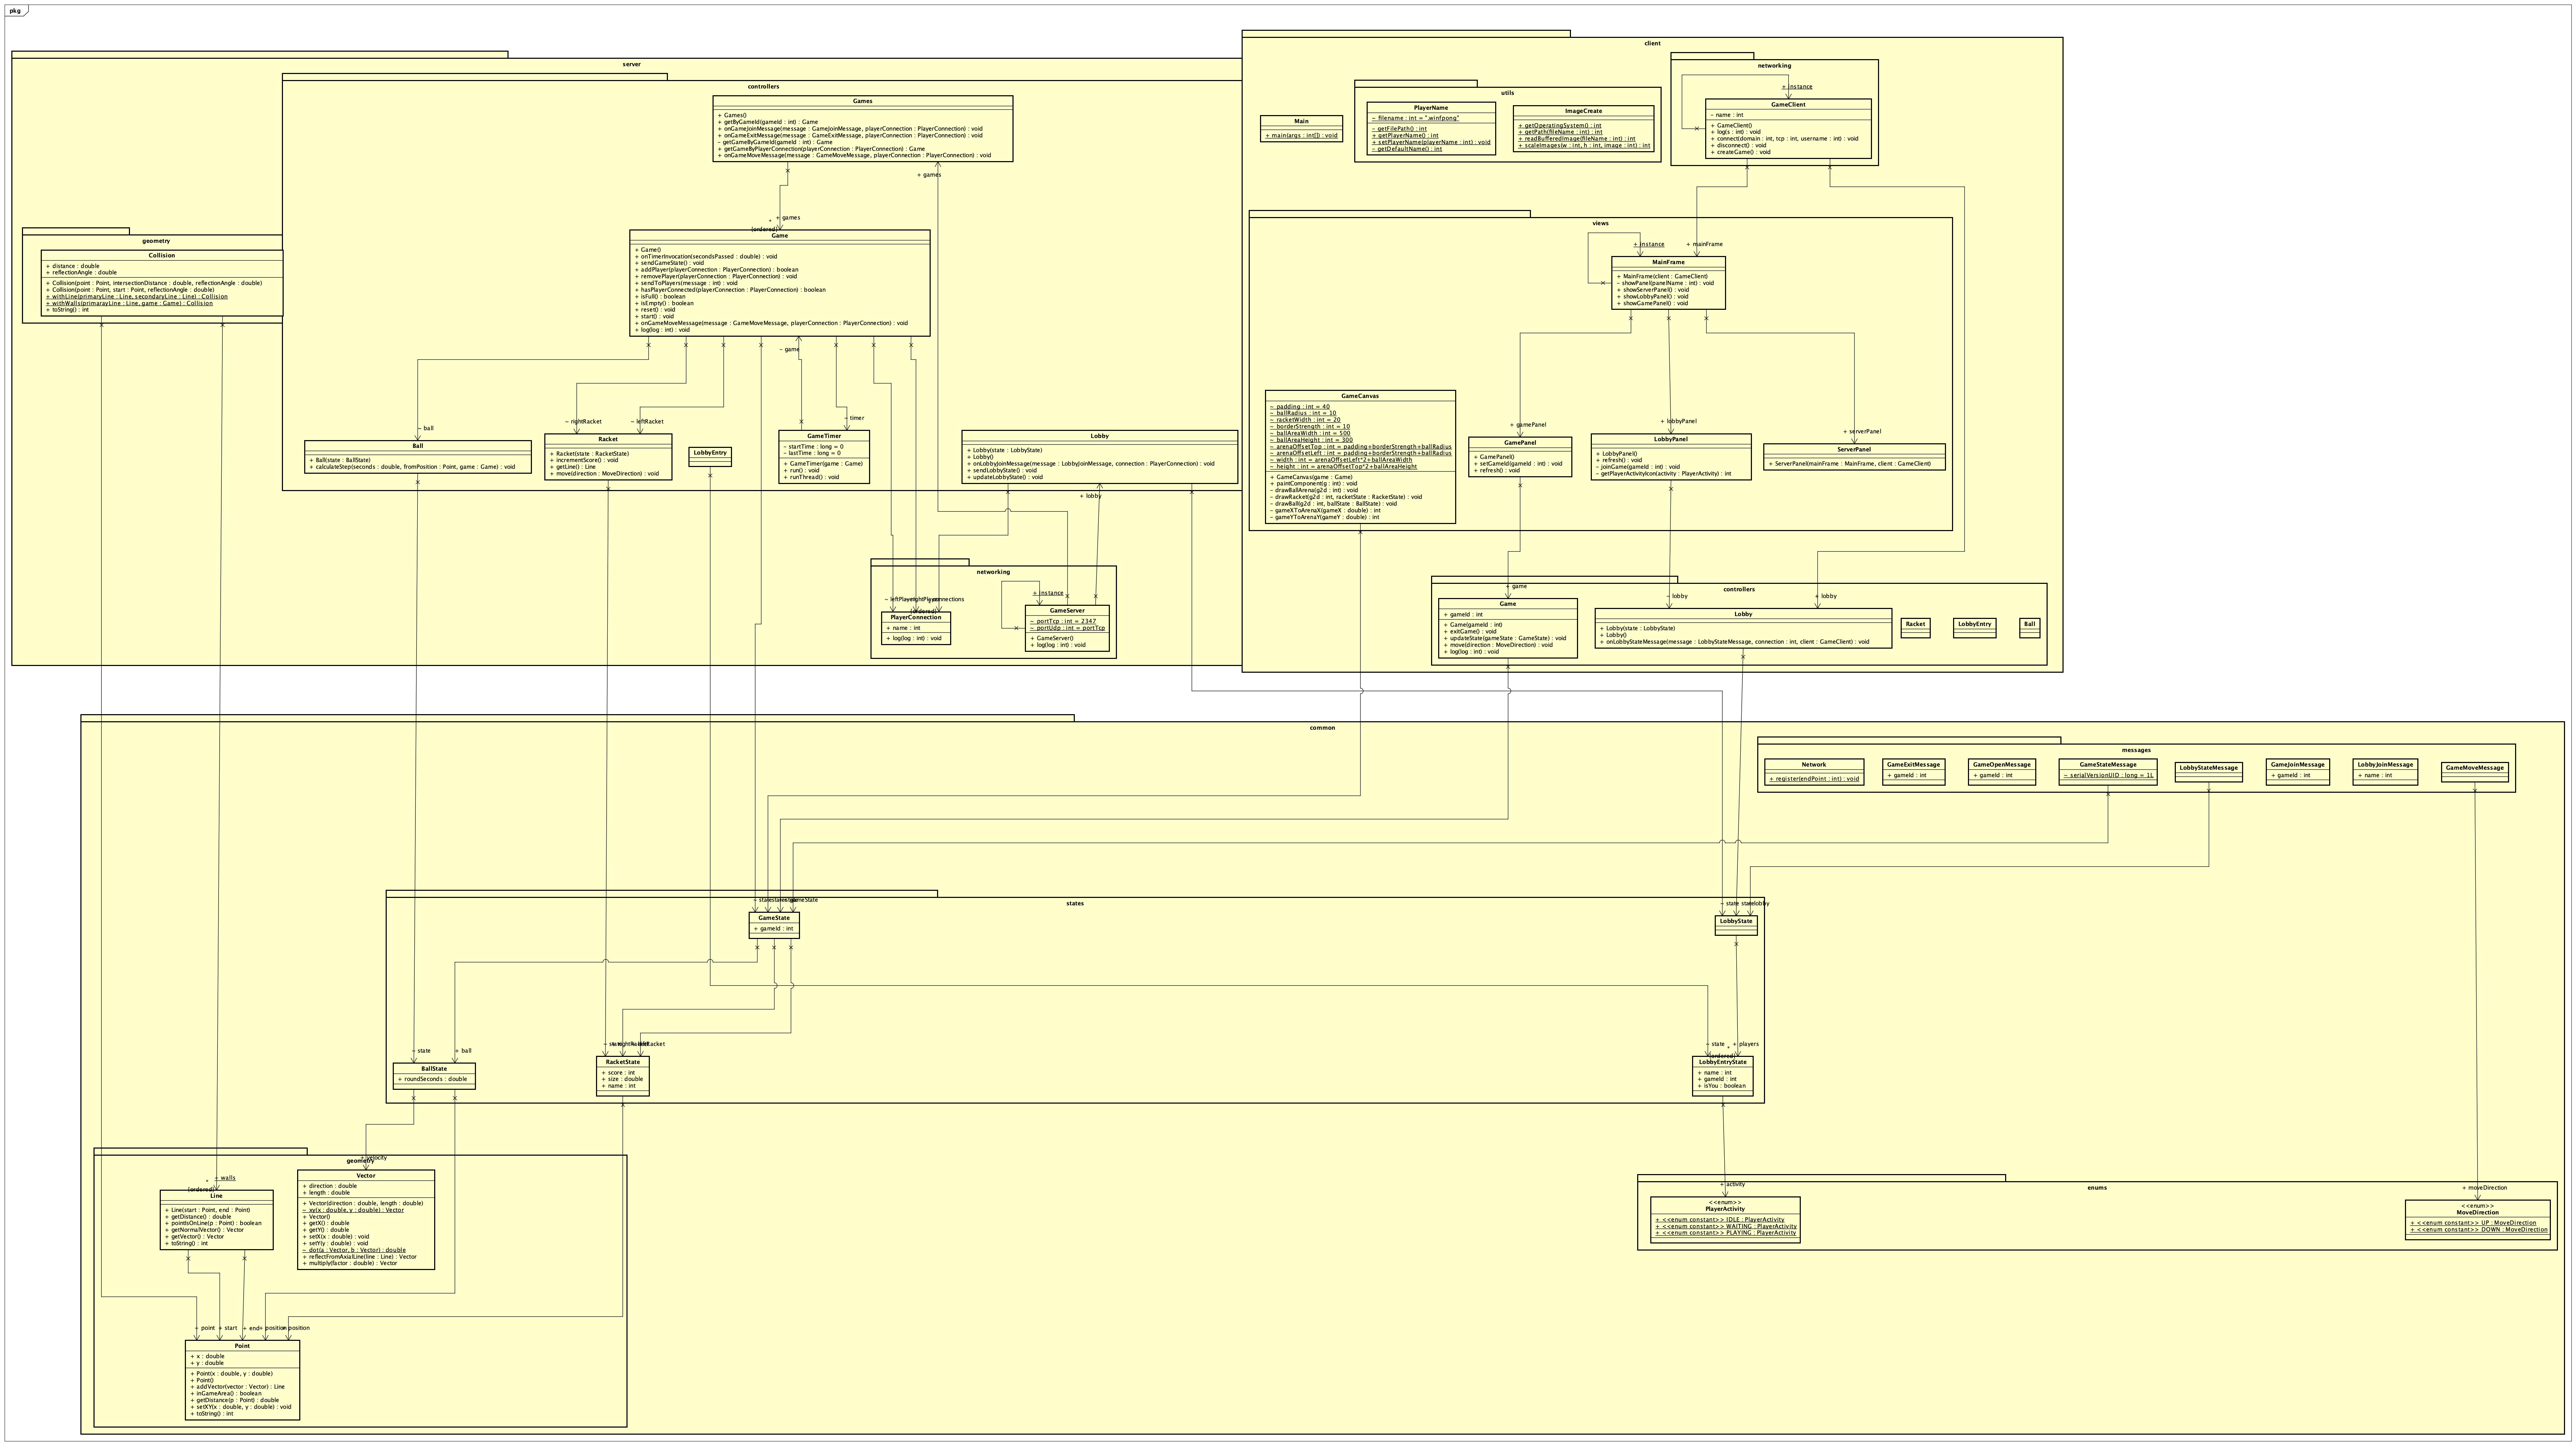 pkg
server
controllers
Games
+ Games()
+ getByGameId(gameId : int) : Game
+ onGameJoinMessage(message : GameJoinMessage, playerConnection : PlayerConnection) : void
+ onGameExitMessage(message : GameExitMessage, playerConnection : PlayerConnection) : void
- getGameByGameId(gameId : int) : Game
+ getGameByPlayerConnection(playerConnection : PlayerConnection) : Game
+ onGameMoveMessage(message : GameMoveMessage, playerConnection : PlayerConnection) : void
+ games
+ games
*
{ordered}
Game
+ Game()
+ onTimerInvocation(secondsPassed : double) : void
+ sendGameState() : void
+ addPlayer(playerConnection : PlayerConnection) : boolean
+ removePlayer(playerConnection : PlayerConnection) : void
+ sendToPlayers(message : int) : void
+ hasPlayerConnected(playerConnection : PlayerConnection) : boolean
+ isFull() : boolean
+ isEmpty() : boolean
+ reset() : void
+ start() : void
+ onGameMoveMessage(message : GameMoveMessage, playerConnection : PlayerConnection) : void
+ log(log : int) : void
geometry
Collision
+ distance : double
+ reflectionAngle : double
+ Collision(point : Point, intersectionDistance : double, reflectionAngle : double)
+ Collision(point : Point, start : Point, reflectionAngle : double)
+ withLine(primaryLine : Line, secondaryLine : Line) : Collision
+ withWalls(primarayLine : Line, game : Game) : Collision
+ toString() : int
- game
~ ball
~ rightRacket
~ leftRacket
~ timer
Ball
+ Ball(state : BallState)
+ calculateStep(seconds : double, fromPosition : Point, game : Game) : void
Racket
+ Racket(state : RacketState)
+ incrementScore() : void
+ getLine() : Line
+ move(direction : MoveDirection) : void
LobbyEntry
GameTimer
- startTime : long = 0
- lastTime : long = 0
+ GameTimer(game : Game)
+ run() : void
+ runThread() : void
Lobby
+ Lobby(state : LobbyState)
+ Lobby()
+ onLobbyJoinMessage(message : LobbyJoinMessage, connection : PlayerConnection) : void
+ sendLobbyState() : void
+ updateLobbyState() : void
+ lobby
networking
~ leftPlayer
{ordered}
PlayerConnection
+ name : int
+ log(log : int) : void
+ instance
GameServer
~ portTcp : int = 2347
~ portUdp : int = portTcp
+ GameServer()
+ log(log : int) : void
client
Main
+ main(args : int[]) : void
utils
PlayerName
~ filename : int = ".winfpong"
- getFilePath() : int
+ getPlayerName() : int
+ setPlayerName(playerName : int) : void
- getDefaultName() : int
ImageCreate
+ getOperatingSystem() : int
+ getPath(fileName : int) : int
+ readBufferedImage(fileName : int) : int
+ scaleImages(w : int, h : int, image : int) : int
networking
+ instance
GameClient
- name : int
+ GameClient()
+ log(s : int) : void
+ connect(domain : int, tcp : int, username : int) : void
+ disconnect() : void
+ createGame() : void
views
+ instance
+ mainFrame
MainFrame
+ MainFrame(client : GameClient)
- showPanel(panelName : int) : void
+ showServerPanel() : void
+ showLobbyPanel() : void
+ showGamePanel() : void
GameCanvas
~ padding : int = 40
~ ballRadius : int = 10
~ racketWidth : int = 20
~ borderStrength : int = 10
~ ballAreaWidth : int = 500
~ ballAreaHeight : int = 300
~ arenaOffsetTop : int = padding+borderStrength+ballRadius
~ arenaOffsetLeft : int = padding+borderStrength+ballRadius
~ width : int = arenaOffsetLeft*2+ballAreaWidth
~ height : int = arenaOffsetTop*2+ballAreaHeight
+ GameCanvas(game : Game)
+ paintComponent(g : int) : void
- drawBallArena(g2d : int) : void
- drawRacket(g2d : int, racketState : RacketState) : void
- drawBall(g2d : int, ballState : BallState) : void
- gameXToArenaX(gameX : double) : int
- gameYToArenaY(gameY : double) : int
+ gamePanel
+ lobbyPanel
+ serverPanel
GamePanel
+ GamePanel()
+ setGameId(gameId : int) : void
+ refresh() : void
LobbyPanel
+ LobbyPanel()
+ refresh() : void
- joinGame(gameId : int) : void
- getPlayerActivityIcon(activity : PlayerActivity) : int
ServerPanel
+ ServerPanel(mainFrame : MainFrame, client : GameClient)
controllers
+ game
Game
+ gameId : int
+ Game(gameId : int)
+ exitGame() : void
+ updateState(gameState : GameState) : void
+ move(direction : MoveDirection) : void
+ log(log : int) : void
~ lobby
+ lobby
Lobby
+ Lobby(state : LobbyState)
+ Lobby()
+ onLobbyStateMessage(message : LobbyStateMessage, connection : int, client : GameClient) : void
Racket
LobbyEntry
Ball
common
messages
Network
+ register(endPoint : int) : void
GameExitMessage
+ gameId : int
GameOpenMessage
+ gameId : int
GameStateMessage
~ serialVersionUID : long = 1L
LobbyStateMessage
GameJoinMessage
+ gameId : int
LobbyJoinMessage
+ name : int
GameMoveMessage
states
GameState
+ gameId : int
~ state
LobbyState
~ state
+ ball
BallState
+ roundSeconds : double
RacketState
+ score : int
+ size : double
+ name : int
~ state
*
+ players
{ordered}
LobbyEntryState
+ name : int
+ gameId : int
+ isYou : boolean
geometry
*
~ walls
{ordered}
Line
+ Line(start : Point, end : Point)
+ getDistance() : double
+ pointIsOnLine(p : Point) : boolean
+ getNormalVector() : Vector
+ getVector() : Vector
+ toString() : int
Vector
+ direction : double
+ length : double
+ Vector(direction : double, length : double)
~ xy(x : double, y : double) : Vector
+ Vector()
+ getX() : double
+ getY() : double
+ setX(x : double) : void
+ setY(y : double) : void
~ dot(a : Vector, b : Vector) : double
+ reflectFromAxialLine(line : Line) : Vector
+ multiply(factor : double) : Vector
~ point
+ start
+ end
+ position
position
Point
+ x : double
+ y : double
+ Point(x : double, y : double)
+ Point()
+ addVector(vector : Vector) : Line
+ inGameArea() : boolean
+ getDistance(p : Point) : double
+ setXY(x : double, y : double) : void
+ toString() : int
enums
+ activity
<<enum>>
PlayerActivity
+ <<enum constant>> IDLE : PlayerActivity
+ <<enum constant>> WAITING : PlayerActivity
+ <<enum constant>> PLAYING : PlayerActivity
+ moveDirection
<<enum>>
MoveDirection
+ <<enum constant>> UP : MoveDirection
+ <<enum constant>> DOWN : MoveDirection